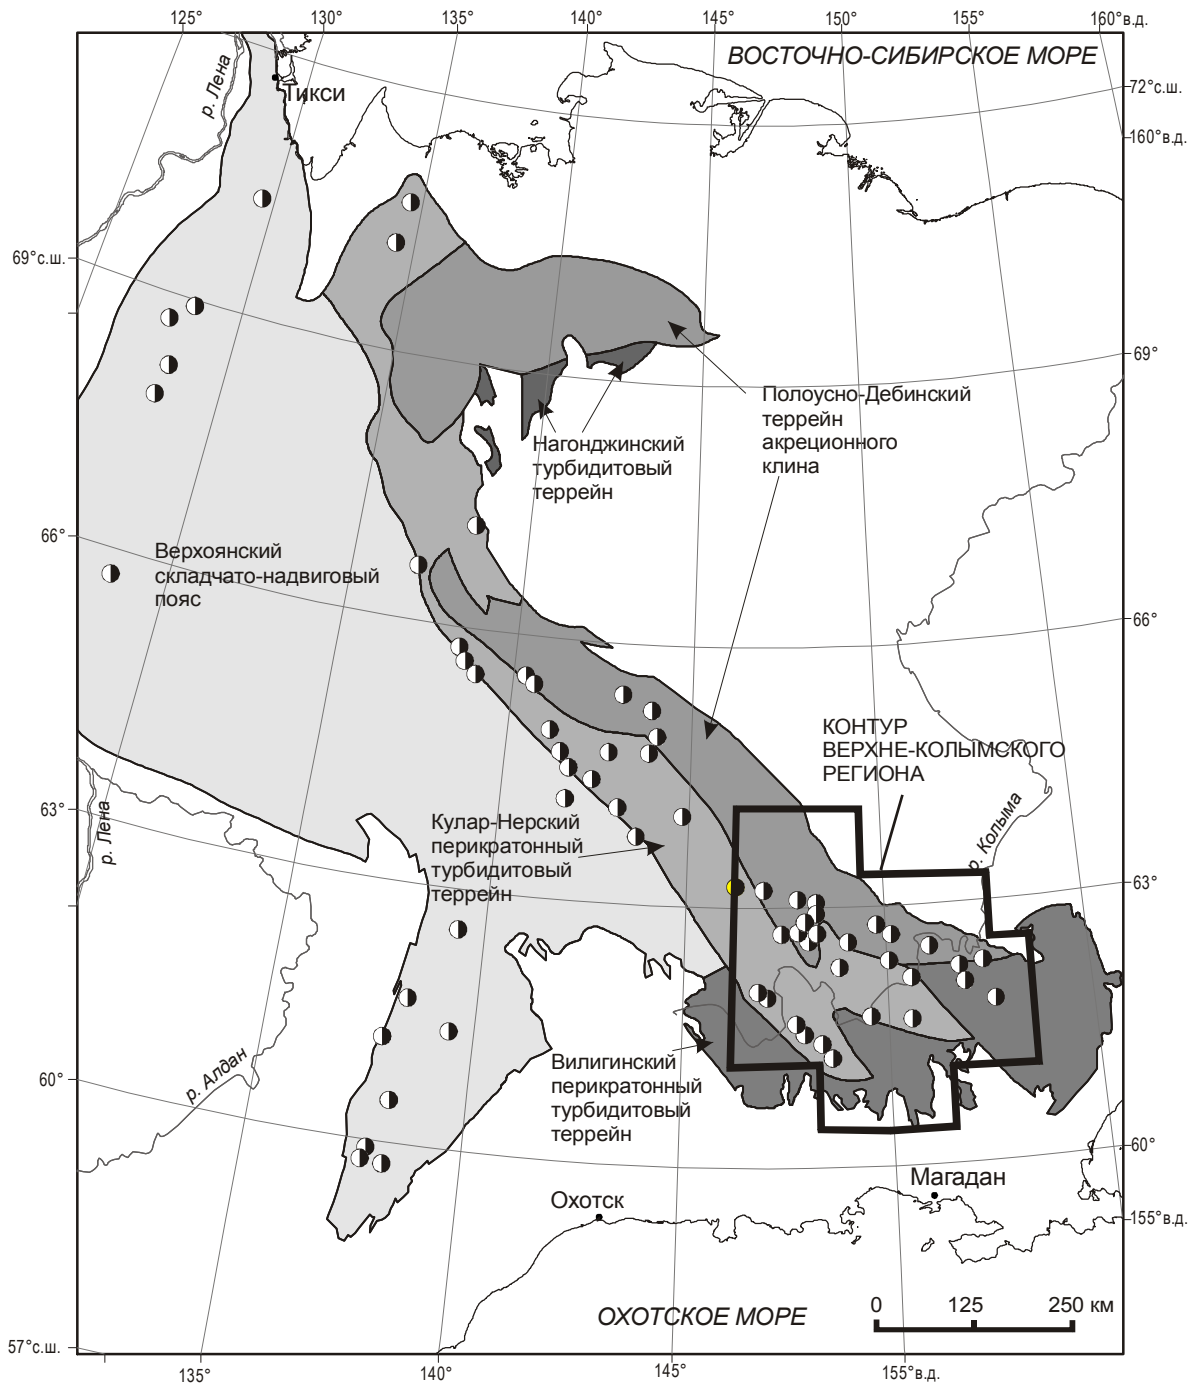 125°
130°
135°
140°
145°
150°
155°
160°в.д.
ВОСТОЧНО-СИБИРСКОЕ МОРЕ
72°с.ш.
р. Лена
Тикси
160°в.д.
69°с.ш.
69°
Полоусно-Дебинский
террейн
акреционного
клина
Нагонджинский
турбидитовый
террейн
66°
Верхоянский
складчато-надвиговый
пояс
66°
КОНТУР
ВЕРХНЕ-КОЛЫМСКОГО
РЕГИОНА
63°
р. Лена
р. Колыма
Кулар-Нерский
перикратонный
турбидитовый
террейн
63°
р. Алдан
60°
Вилигинский
перикратонный
турбидитовый
террейн
60°
Магадан
Охотск
155°в.д.
0 125 250 км
ОХОТСКОЕ МОРЕ
57°с.ш.
135°
140°
145°
155°в.д.